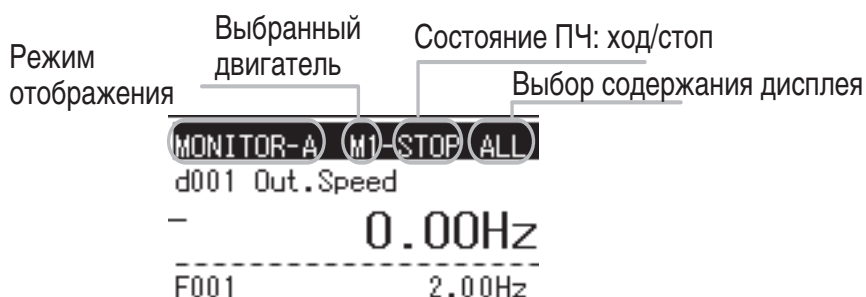 Режим
отображения
Выбранный
двигатель
Состояние ПЧ: ход/стоп
Выбор содержания дисплея
MONITOR-A M1-STOP ALL
d001 Out.Speed
0.00Hz
F001 2.00Hz